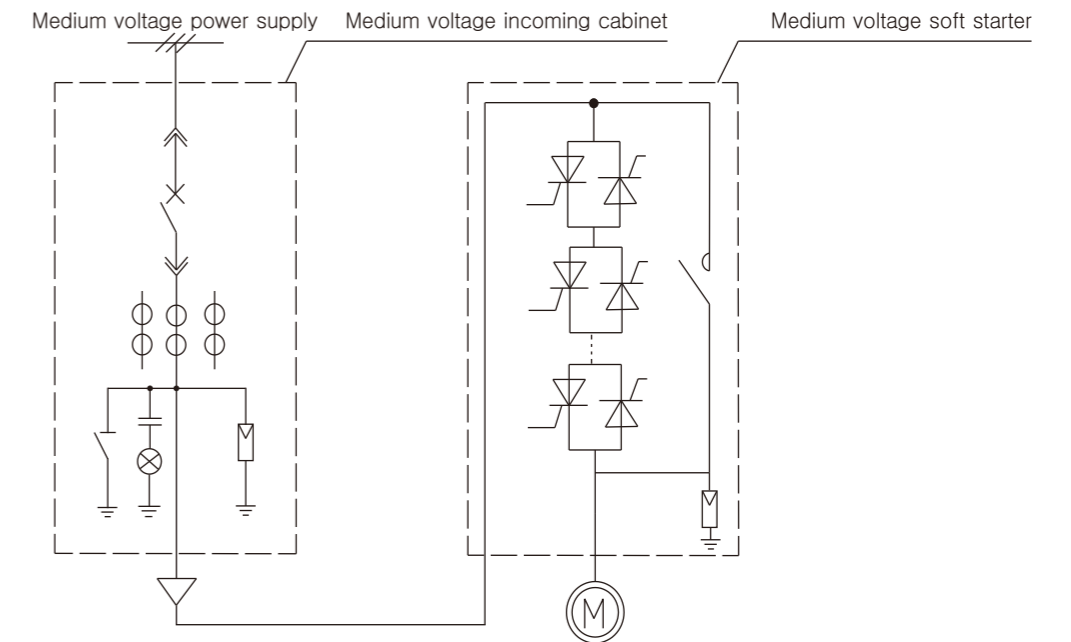 Medium voltage power supply
Medium voltage incoming cabinet
Medium voltage soft starter
M